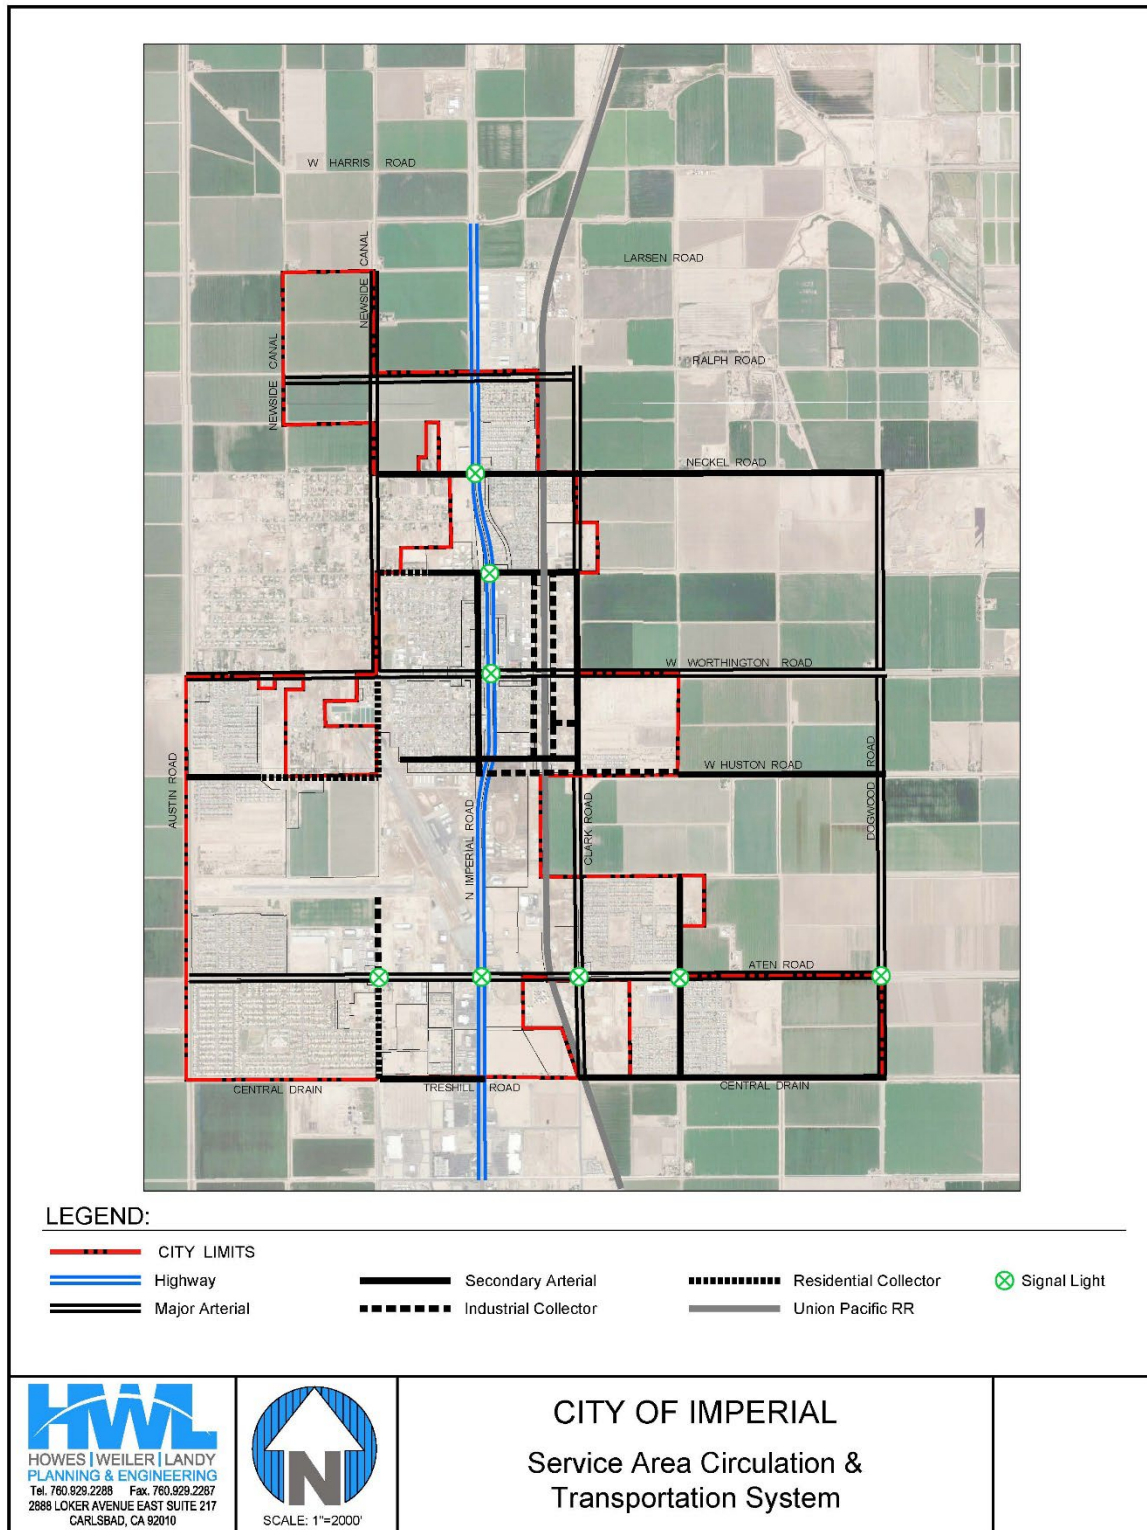 W HARRIS ROAD
NEWSIDE CANAL
LARSEN ROAD
NEWSIDE CANAL
RALPH ROAD
NECKEL ROAD
W WORTHINGTON ROAD
AUSTIN ROAD
N IMPERIAL ROAD
CLARK ROAD
W HUSTON ROAD
DOGWOOD ROAD
ATEN ROAD
CENTRAL DRAIN
TRESHILL ROAD
CENTRAL DRAIN
LEGEND:
CITY LIMITS
Highway
Secondary Arterial
Residential Collector
Signal Light
Major Arterial
Industrial Collector
Union Pacific RR
HWL
HOWES | WEILER | LANDY
PLANNING & ENGINEERING
Tel. 760.929.2288 Fax. 760.929.2287
2888 LOKER AVENUE EAST SUITE 217
CARLSBAD, CA 92010
N
SCALE: 1"=2000'
CITY OF IMPERIAL
Service Area Circulation &
Transportation System